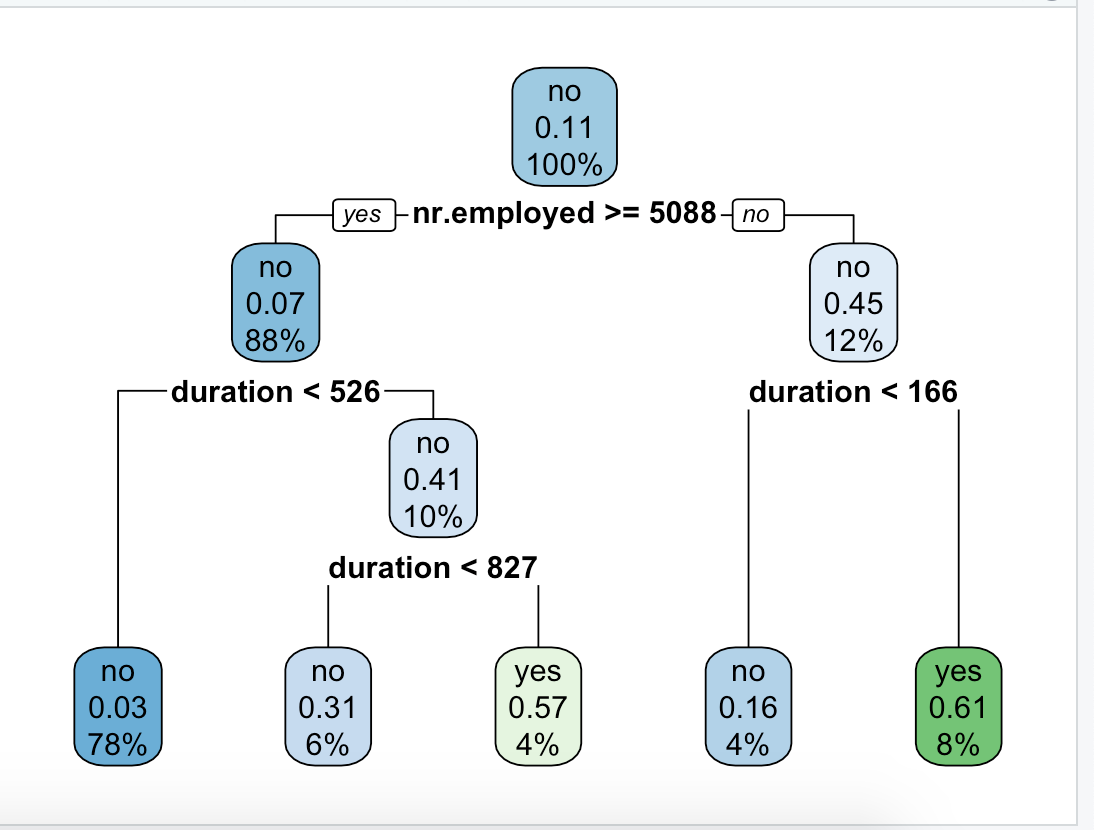 no
0.11
100%
yes nr.employed >= 5088 no
no
0.07
88%
no
0.45
12%
duration < 526
duration < 166
no
0.41
10%
duration < 827
no
0.03
78%
no
0.31
6%
yes
0.57
4%
no
0.16
4%
yes
0.61
8%